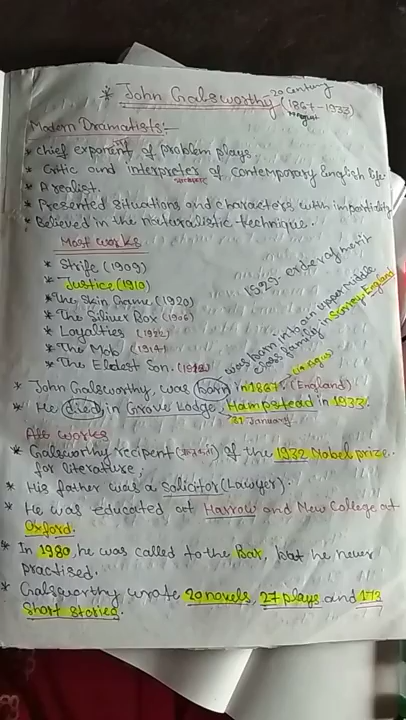 * John Galsworthy 20 century
(1867-1933)
Modern Dramatists:-
* chief exponent of problem plays.
* Critic and interpreter of contemporary English life.
* A realist.
* Presented situations and characters with impartiality
* Believed in the naturalistic technique.
Most works
* Strife (1909)
* Justice (1910)
* The Skin Game (1920)
* The Silver Box (1906)
* Loyalties (1922)
* The Mob (1914)
* The Eldest Son. (1912)
1929 order of merit
was born into an upper middle
class family in Surrey England
* John Galsworthy, was born in 1867. (England)
* He died in Grove Lodge, Hampstead in 1933.
31 January
works
* Galsworthy recipent of the 1932 Nobel prize
for literature,
* His father was a Solicitor (Lawyer).
* He was educated at Harrow and New College at
Oxford.
* In 1980, he was called to the Bar, but he never
practised.
* Galsworthy wrote 20 novels, 27 plays and 173
Short stories.